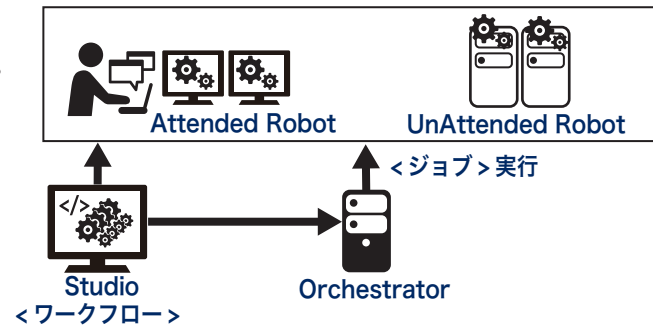 Attended Robot
UnAttended Robot
<ジョブ>実行
</>
Studio
<ワークフロー>
Orchestrator